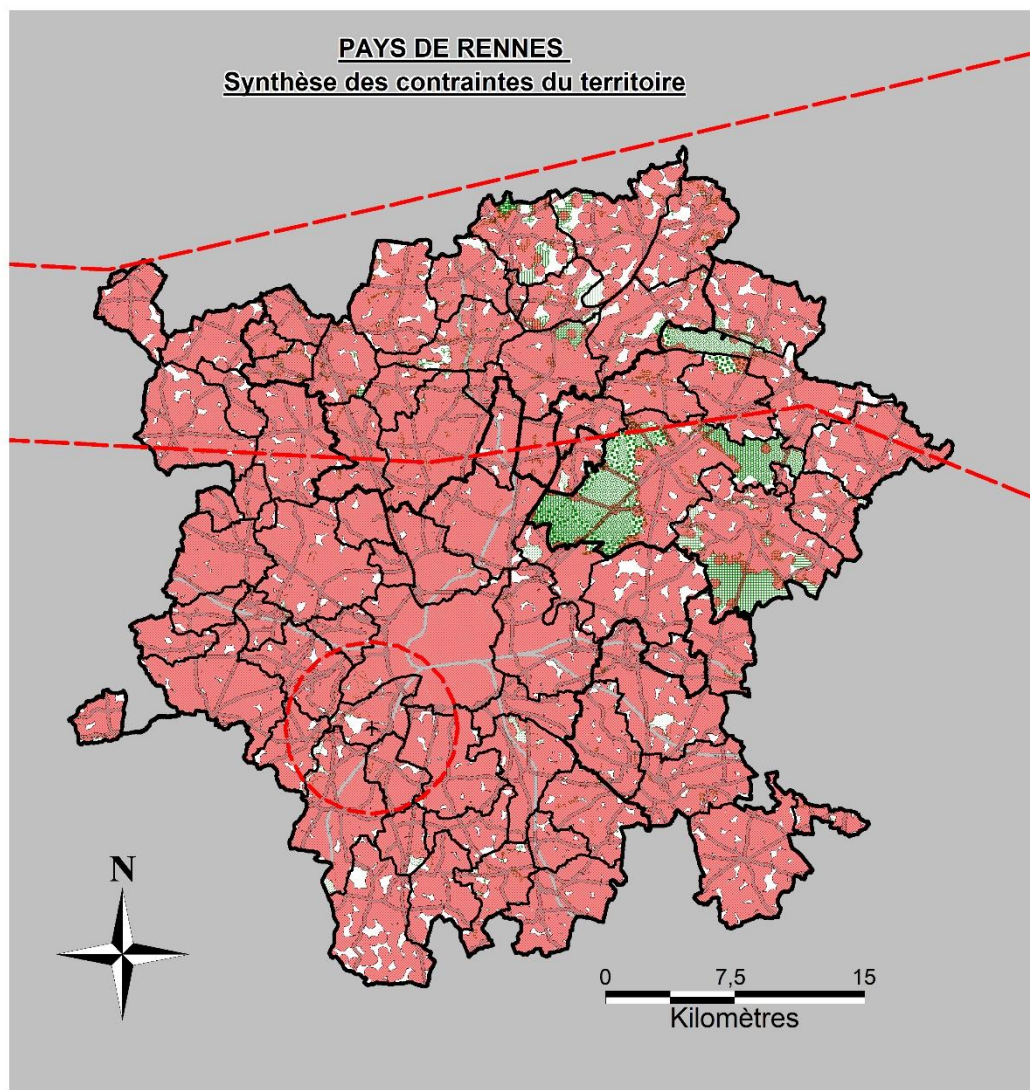 PAYS DE RENNES
Synthèse des contraintes du territoire
N
0 7,5 15
Kilomètres